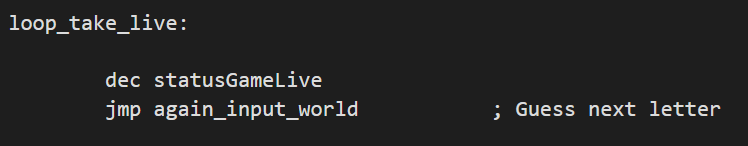 loop_take_live:
dec statusGameLive
jmp again_input_world ; Guess next letter